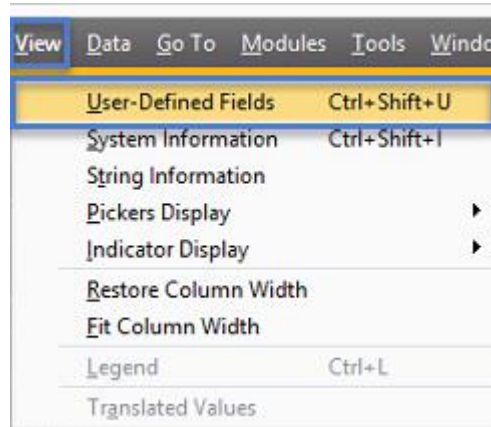 View Data Go To Modules Tools Windo
User-Defined Fields Ctrl+Shift+U
System Information Ctrl+Shift+I
String Information
Pickers Display
Indicator Display
Restore Column Width
Fit Column Width
Legend Ctrl+L
Translated Values